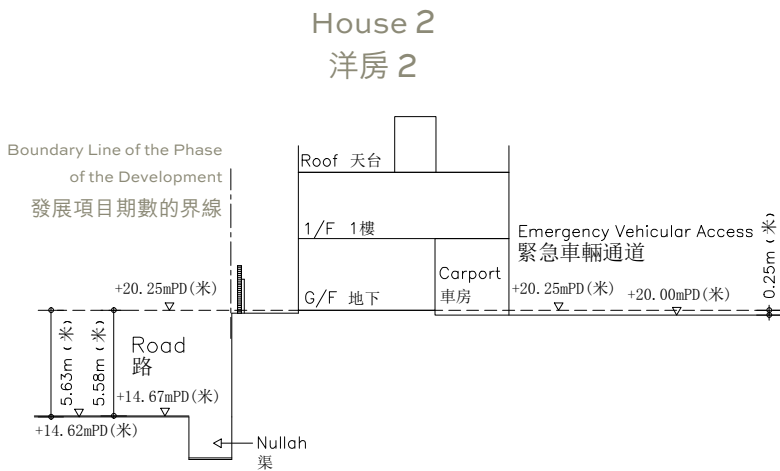 House 2
洋房 2
Boundary Line of the Phase
of the Development
發展項目期數的界線
Roof 天台
1/F 1樓
G/F 地下
Carport
車房
Emergency Vehicular Access
緊急車輛通道
0.25m (米)
+20.25mPD(米)
+20.25mPD(米)
+20.00mPD(米)
5.63m (米)
5.58m (米)
Road
路
+14.67mPD(米)
+14.62mPD(米)
Nullah
渠